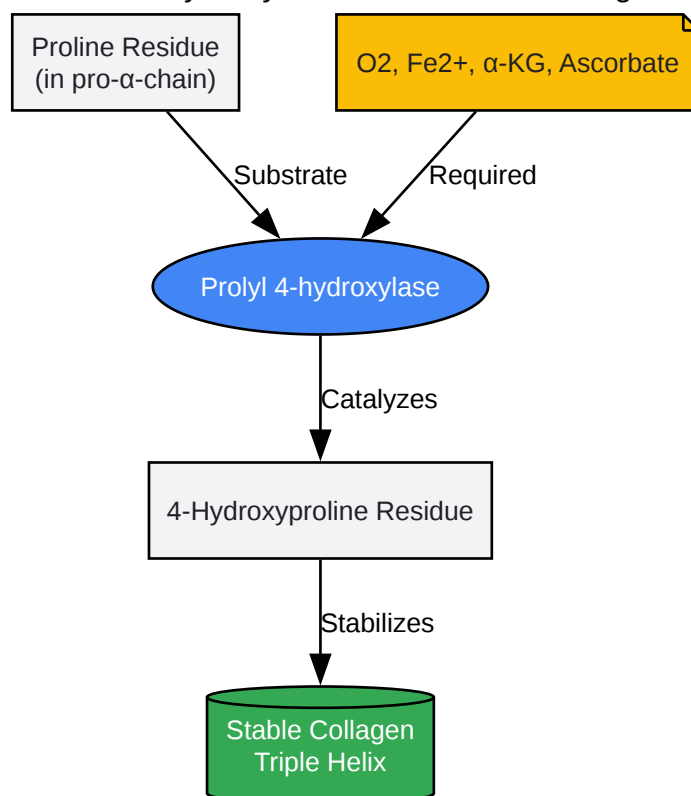 Proline Residue
(in pro-α-chain)
O2, Fe2+, α-KG, Ascorbate
Substrate
Required
Prolyl 4-hydroxylase
Catalyzes
4-Hydroxyproline Residue
Stabilizes
Stable Collagen
Triple Helix